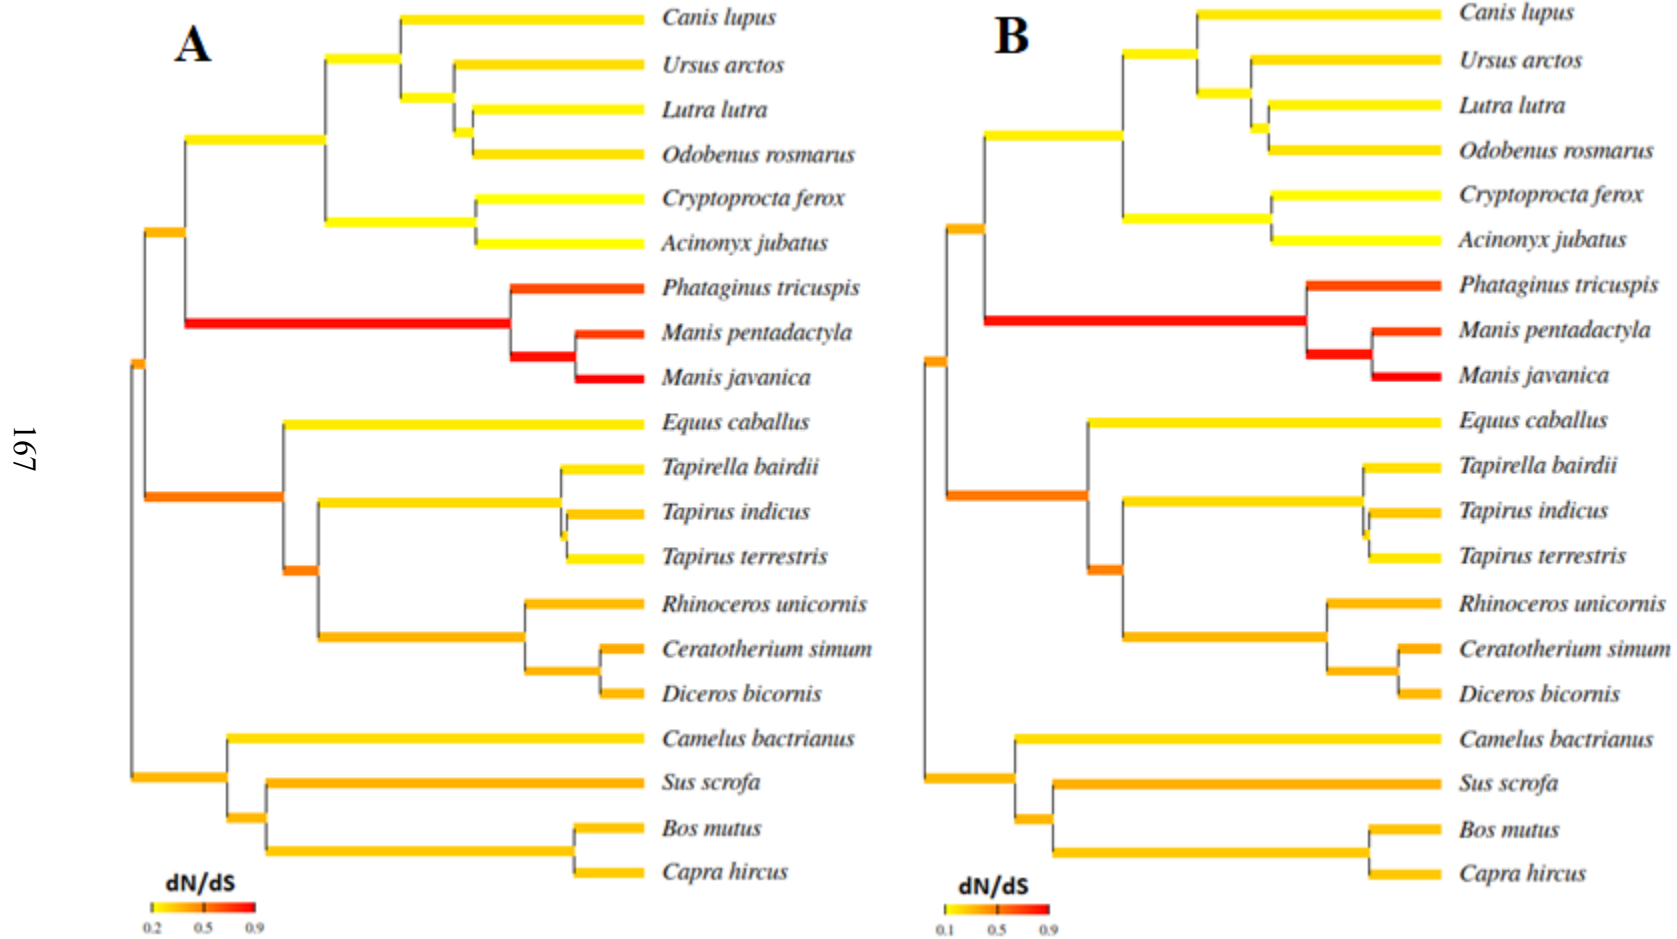 A
Canis lupus
Ursus arctos
Lutra lutra
Odobenus rosmarus
Cryptoprocta ferox
Acinonyx jubatus
Phataginus tricuspis
Manis pentadactyla
Manis javanica
Equus caballus
Tapirella bairdii
Tapirus indicus
Tapirus terrestris
Rhinoceros unicornis
Ceratotherium simum
Diceros bicornis
Camelus bactrianus
Sus scrofa
Bos mutus
Capra hircus
dN/dS
0.2 0.5 0.9
B
Canis lupus
Ursus arctos
Lutra lutra
Odobenus rosmarus
Cryptoprocta ferox
Acinonyx jubatus
Phataginus tricuspis
Manis pentadactyla
Manis javanica
Equus caballus
Tapirella bairdii
Tapirus indicus
Tapirus terrestris
Rhinoceros unicornis
Ceratotherium simum
Diceros bicornis
Camelus bactrianus
Sus scrofa
Bos mutus
Capra hircus
dN/dS
0.1 0.5 0.9
167